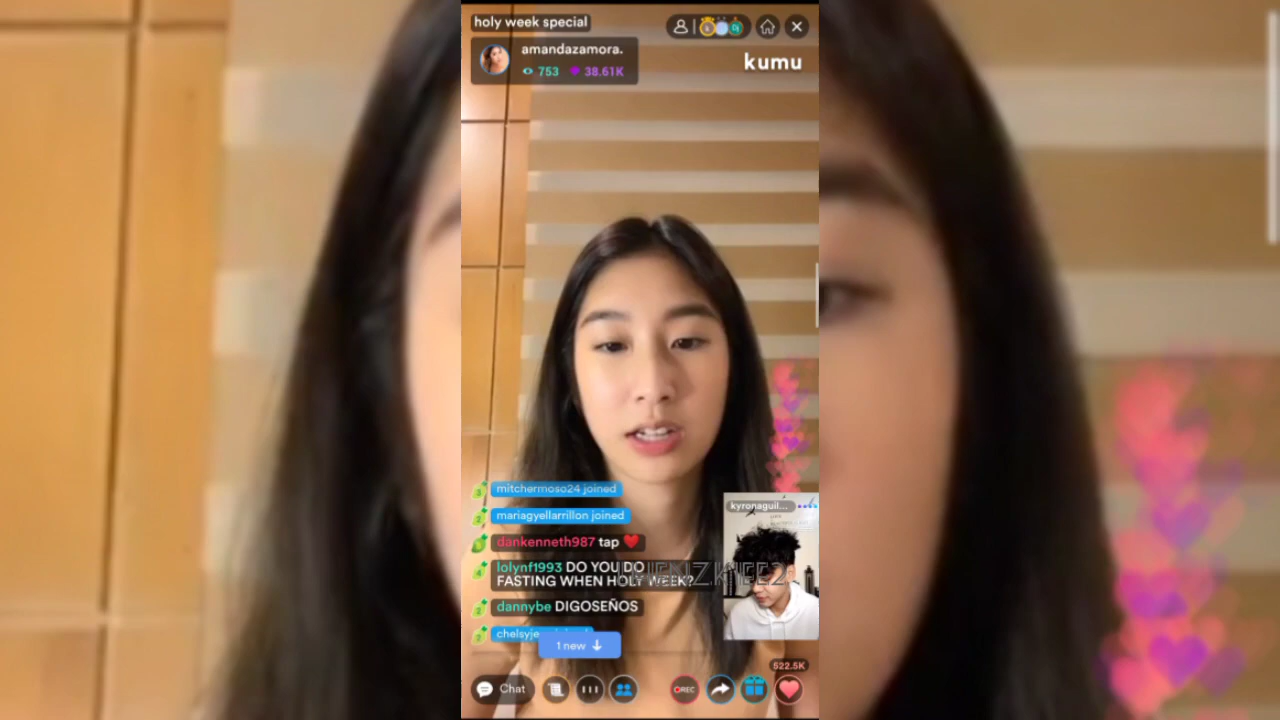 holy week special
amandazamora.
753 38.61K
kumu
mitchermoso24 joined
mariagyellarrillon joined
dankenneth987 tap
lolynf1993 DO YOU DO
FASTING WHEN HOLY WEEK?
dannybe DIGOSEÑOS
1 new
kyronaguil...
522.5K
Chat
REC